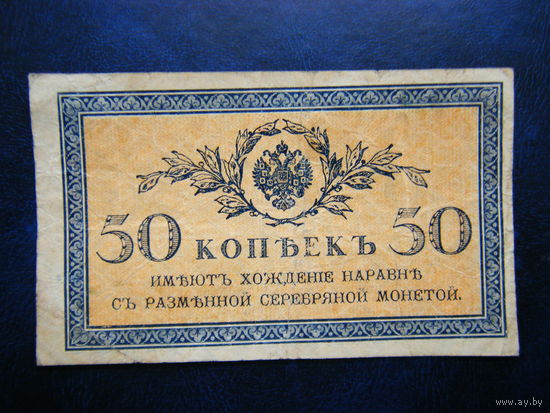 50 КОПѢЕКЪ 50
ИМѢЮТЪ ХОЖДЕНІЕ НАРАВНѢ
СЪ РАЗМѢННОЙ СЕРЕБРЯНОЙ МОНЕТОЙ.
www.ay.by